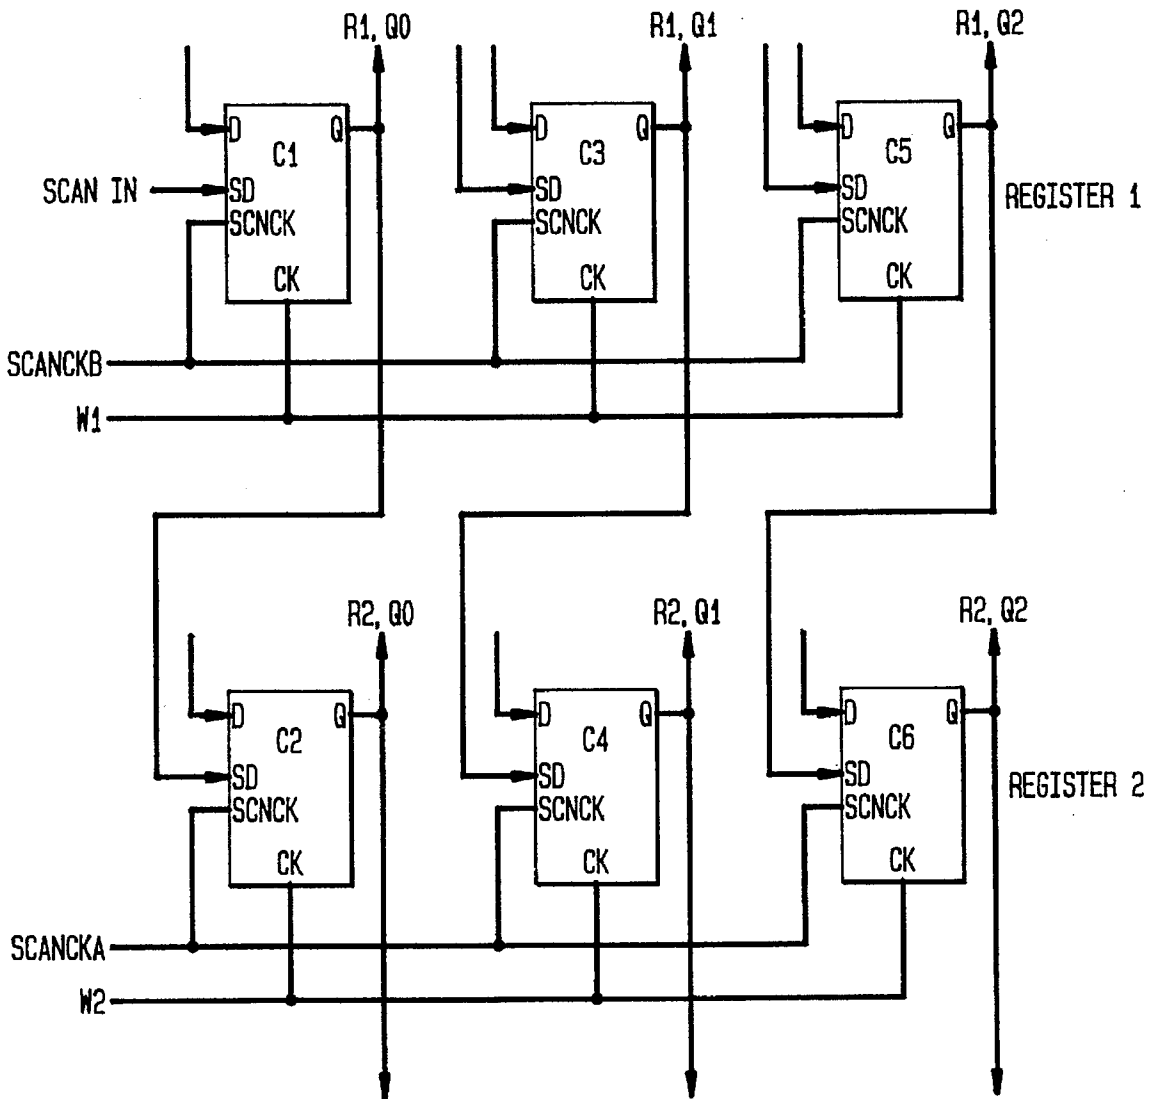 R1, Q0 R1, Q1 R1, Q2
D Q D Q D Q
C1 C3 C5
SCAN IN SD SD SD REGISTER 1
SCNCK SCNCK SCNCK
CK CK CK
SCANCKB
W1
R2, Q0 R2, Q1 R2, Q2
D Q D Q D Q
C2 C4 C6
SD SD SD REGISTER 2
SCNCK SCNCK SCNCK
CK CK CK
SCANCKA
W2